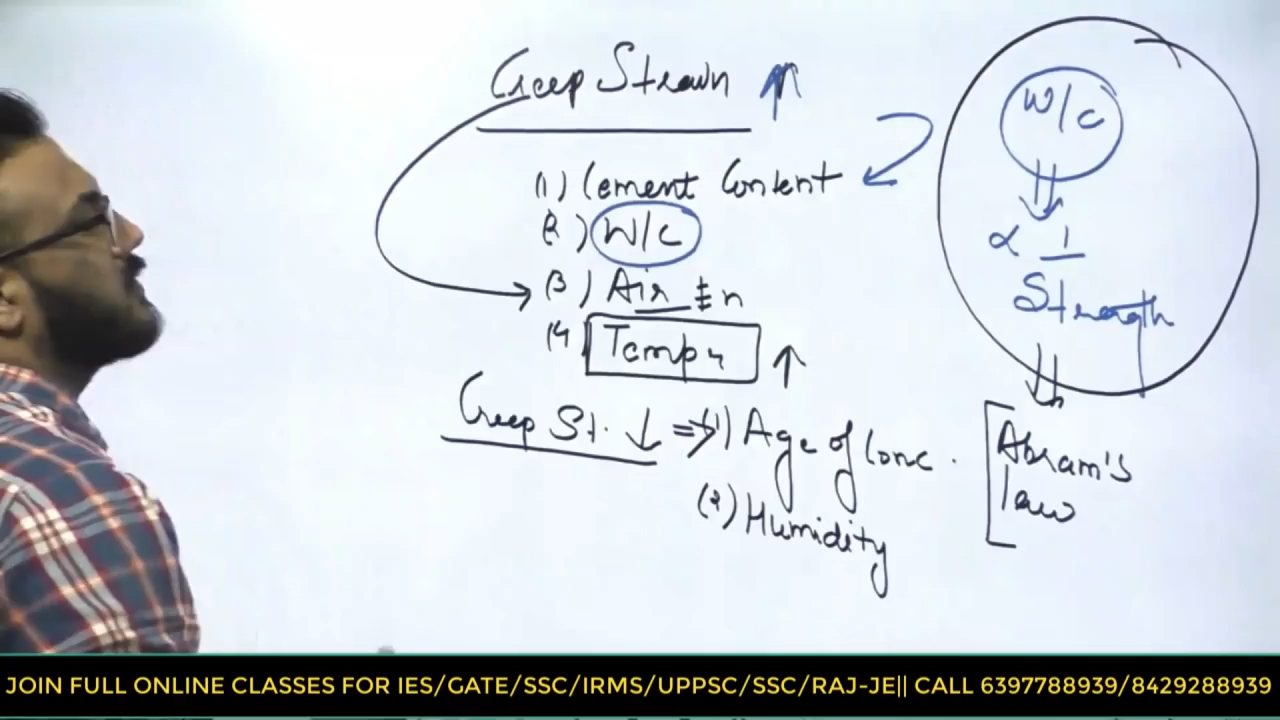 Creep Strain ↑
(1) Cement Content
(2) W/C
(3) Air
(4) Temp
↑
Creep St. ↓ ⇒ (1) Age of Conc.
(2) Humidity
W/C
∝ 1
Strength
Abram's
law
JOIN FULL ONLINE CLASSES FOR IES/GATE/SSC/IRMS/UPPSC/SSC/RAJ-JE|| CALL 6397788939/8429288939